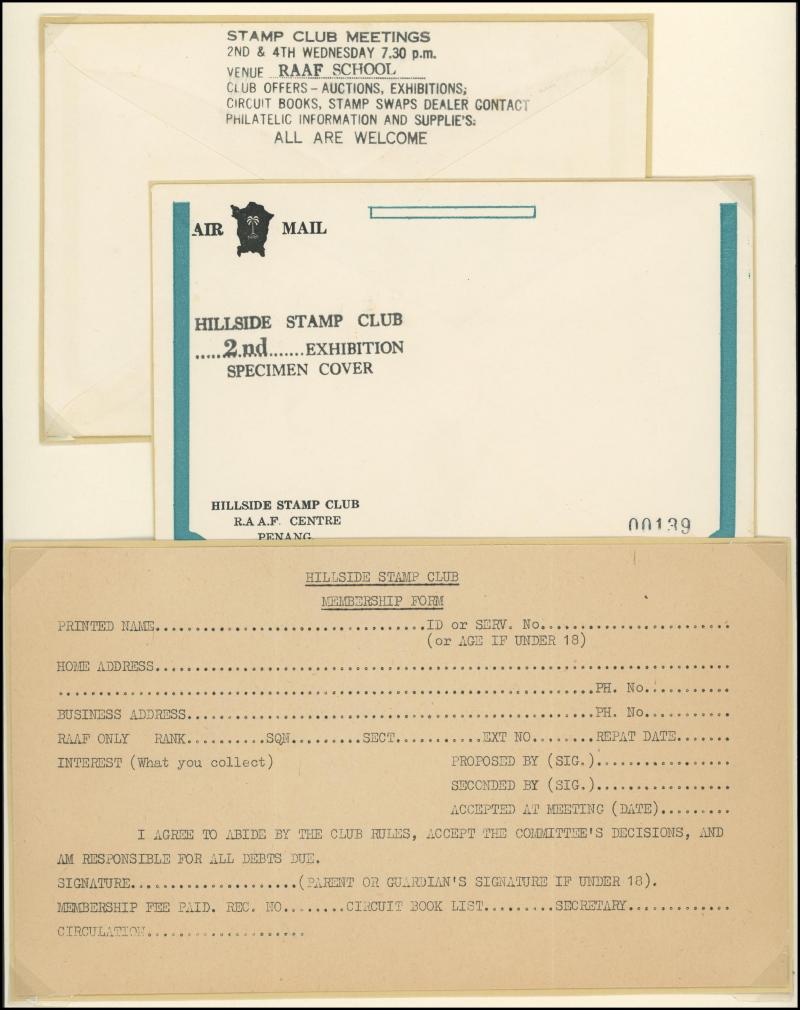 STAMP CLUB MEETINGS
2ND & 4TH WEDNESDAY 7.30 p.m.
VENUE RAAF SCHOOL
CLUB OFFERS - AUCTIONS, EXHIBITIONS;
CIRCUIT BOOKS, STAMP SWAPS DEALER CONTACT
PHILATELIC INFORMATION AND SUPPLIE'S:
ALL ARE WELCOME
AIR MAIL
HILLSIDE STAMP CLUB
.....2.nd.......EXHIBITION
SPECIMEN COVER
HILLSIDE STAMP CLUB
R.A A.F. CENTRE
PENANG.
00139
HILLSIDE STAMP CLUB
MEMBERSHIP FORM
PRINTED NAME..................................ID or SERV. No........................
(or AGE IF UNDER 18)
HOME ADDRESS........................................................................
...................................................................PH. No...........
BUSINESS ADDRESS...................................................PH. No...........
RAAF ONLY RANK..........SQN.........SECT...........EXT NO........REPAT DATE.......
INTEREST (What you collect) PROPOSED BY (SIG.).................
SECONDED BY (SIG.).................
ACCEPTED AT MEETING (DATE).........
I AGREE TO ABIDE BY THE CLUB RULES, ACCEPT THE COMMITTEE'S DECISIONS, AND
AM RESPONSIBLE FOR ALL DEBTS DUE.
SIGNATURE.....................(PARENT OR GUARDIAN'S SIGNATURE IF UNDER 18).
MEMBERSHIP FEE PAID. REC. NO........CIRCUIT BOOK LIST.........SECRETARY.............
CIRCULATION....................